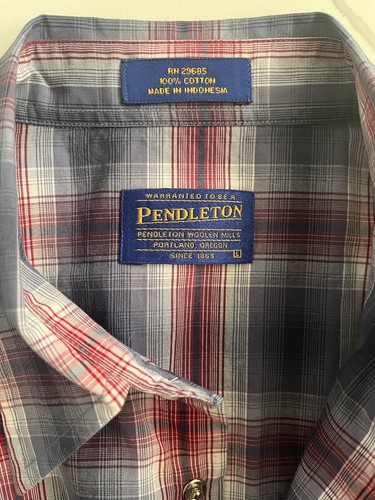 RN 29685
100% COTTON
MADE IN INDONESIA
WARRANTED TO BE A
PENDLETON
PENDLETON WOOLEN MILLS
PORTLAND, OREGON
SINCE 1863 L